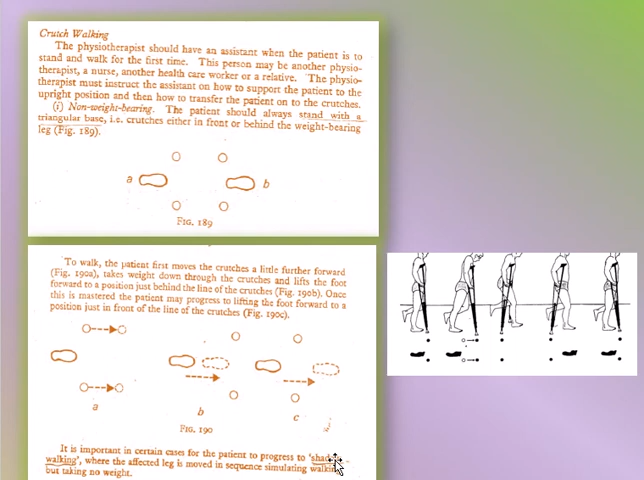 Crutch Walking
The physiotherapist should have an assistant when the patient is to
stand and walk for the first time. This person may be another physio-
therapist, a nurse, another health care worker or a relative. The physio-
therapist must instruct the assistant on how to support the patient to the
upright position and then how to transfer the patient on to the crutches.
(i) Non-weight-bearing. The patient should always stand with a
triangular base, i.e. crutches either in front or behind the weight-bearing
leg (Fig. 189).
a b
FIG. 189
To walk, the patient first moves the crutches a little further forward
(Fig. 190a), takes weight down through the crutches and lifts the foot
forward to a position just behind the line of the crutches (Fig. 190b). Once
this is mastered the patient may progress to lifting the foot forward to a
position just in front of the line of the crutches (Fig. 190c).
a b c
FIG. 190
It is important in certain cases for the patient to progress to
walking', where the affected leg is moved in sequence simulating
but taking no weight.